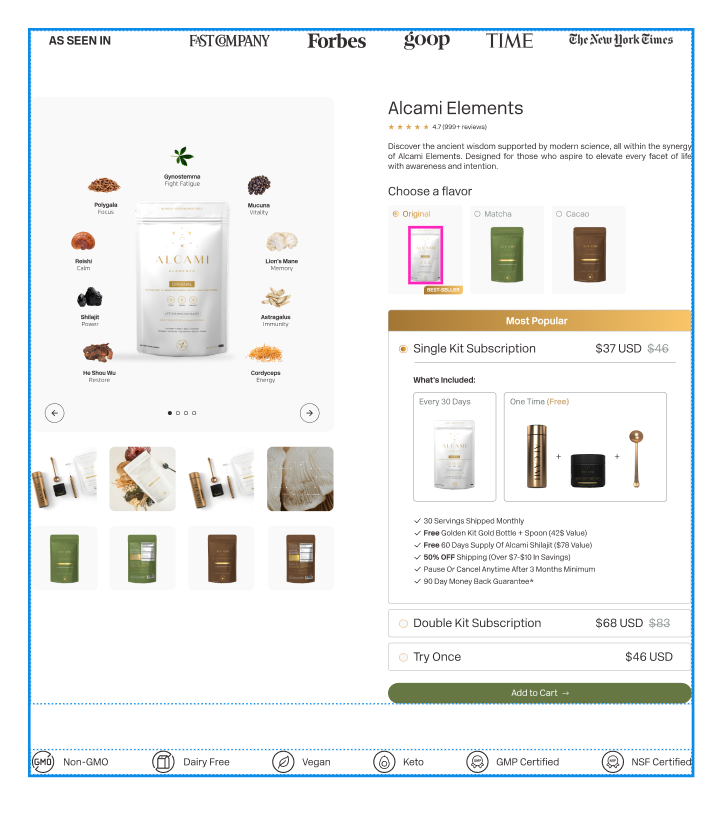 AS SEEN IN
FAST COMPANY
Forbes
goop
TIME
The New York Times
Gynostemma
Fight Fatigue
Polygala
Focus
Mucuna
Vitality
Reishi
Calm
Lion's Mane
Memory
Shilajit
Power
Astragalus
Immunity
He Shou Wu
Restore
Cordyceps
Energy
ALCAMI
ELEMENTS
ORIGINAL
Alcami Elements
4.7 (999+ reviews)
Discover the ancient wisdom supported by modern science, all within the synergy
of Alcami Elements. Designed for those who aspire to elevate every facet of life
with awareness and intention.
Choose a flavor
Original
Matcha
Cacao
BEST-SELLER
Most Popular
Single Kit Subscription
$37 USD $46
What's Included:
Every 30 Days
One Time (Free)
ALCAMI
+
+
30 Servings Shipped Monthly
Free Golden Kit Gold Bottle + Spoon (42$ Value)
Free 60 Days Supply Of Alcami Shilajit ($78 Value)
50% OFF Shipping (Over $7-$10 In Savings)
Pause Or Cancel Anytime After 3 Months Minimum
90 Day Money Back Guarantee*
Double Kit Subscription
$68 USD $83
Try Once
$46 USD
Add to Cart →
GMO
Non-GMO
Dairy Free
Vegan
Keto
GMP Certified
NSF Certified